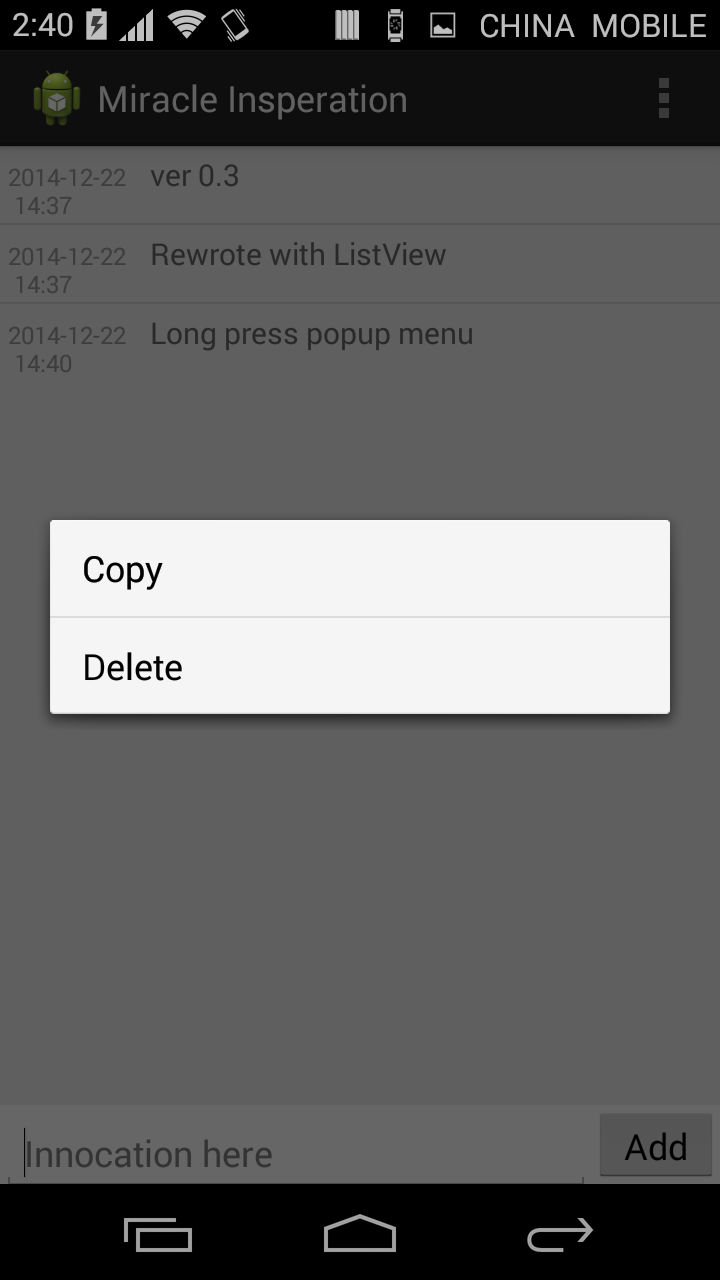 2:40 CHINA MOBILE
Miracle Insperation
2014-12-22 ver 0.3
14:37
2014-12-22 Rewrote with ListView
14:37
2014-12-22 Long press popup menu
14:40
Copy
Delete
Innocation here Add